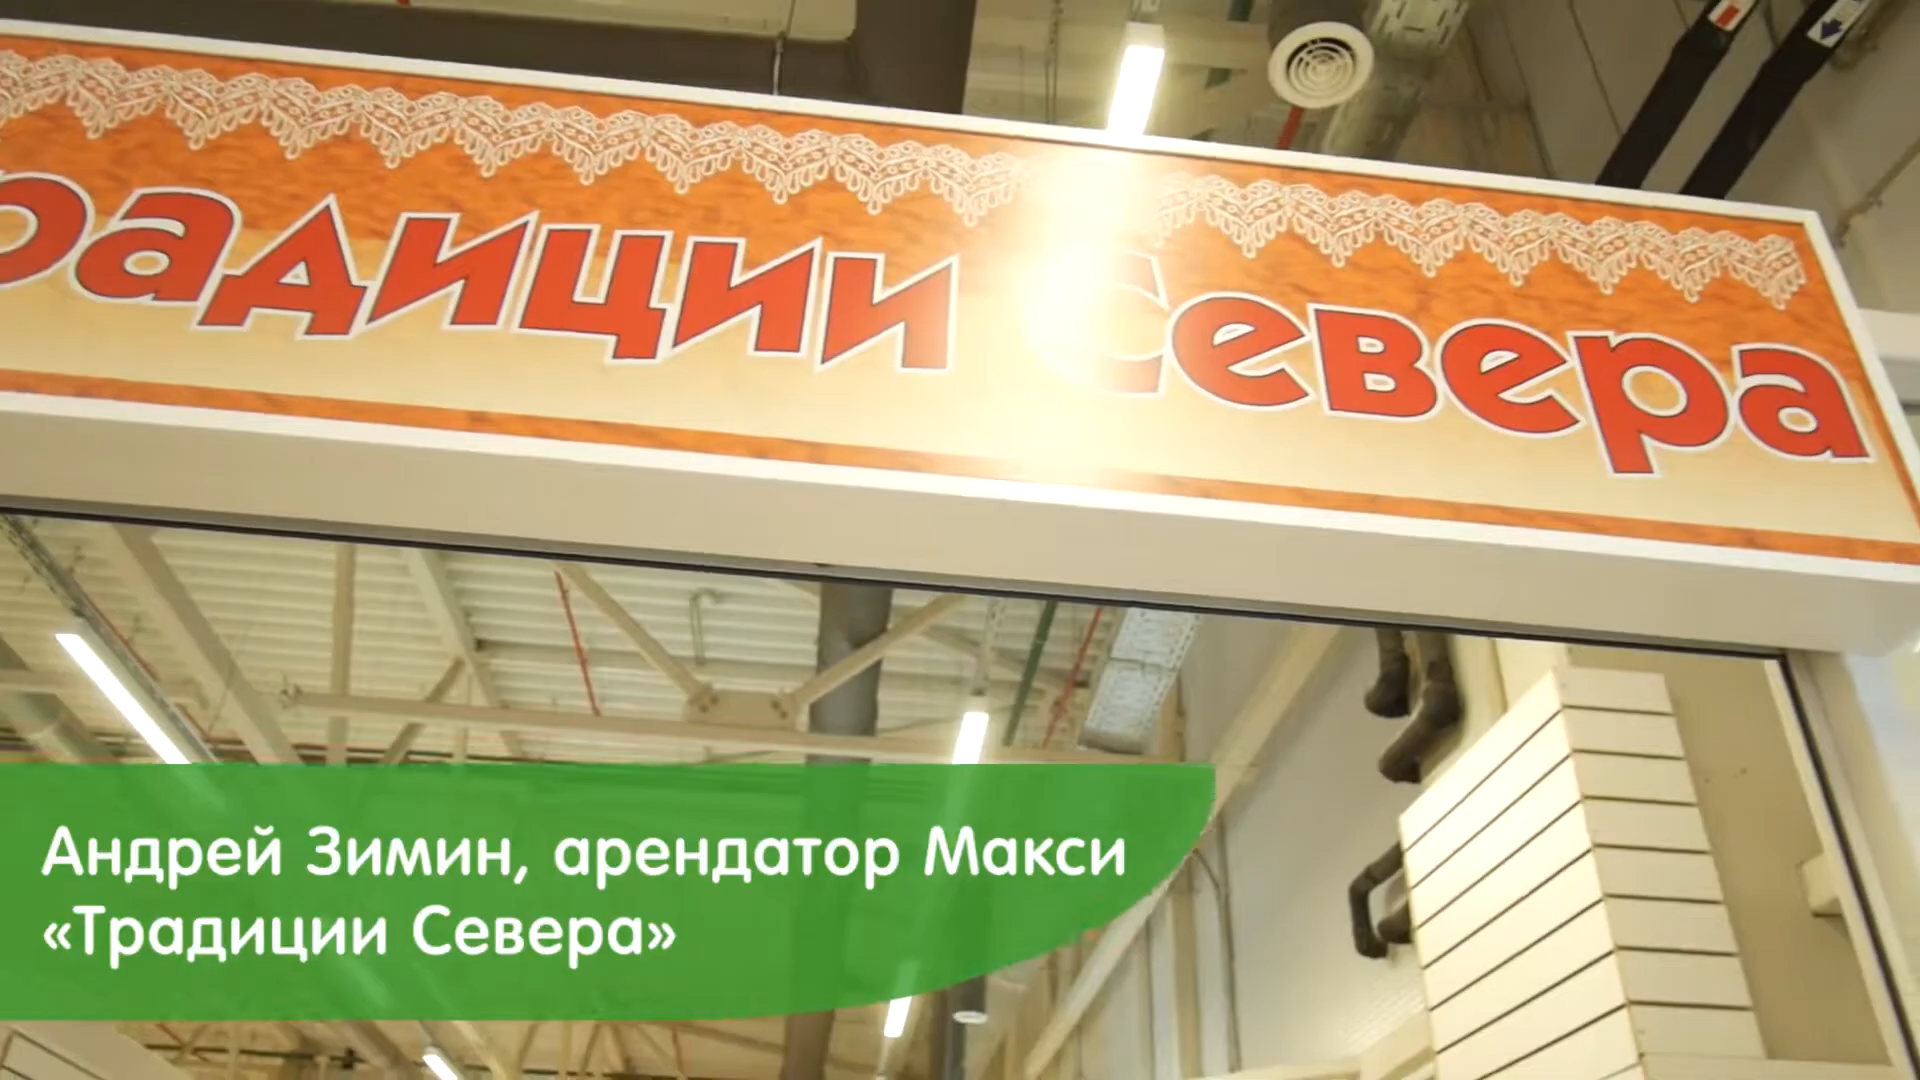 радиции Севера
Андрей Зимин, арендатор Макси
«Традиции Севера»